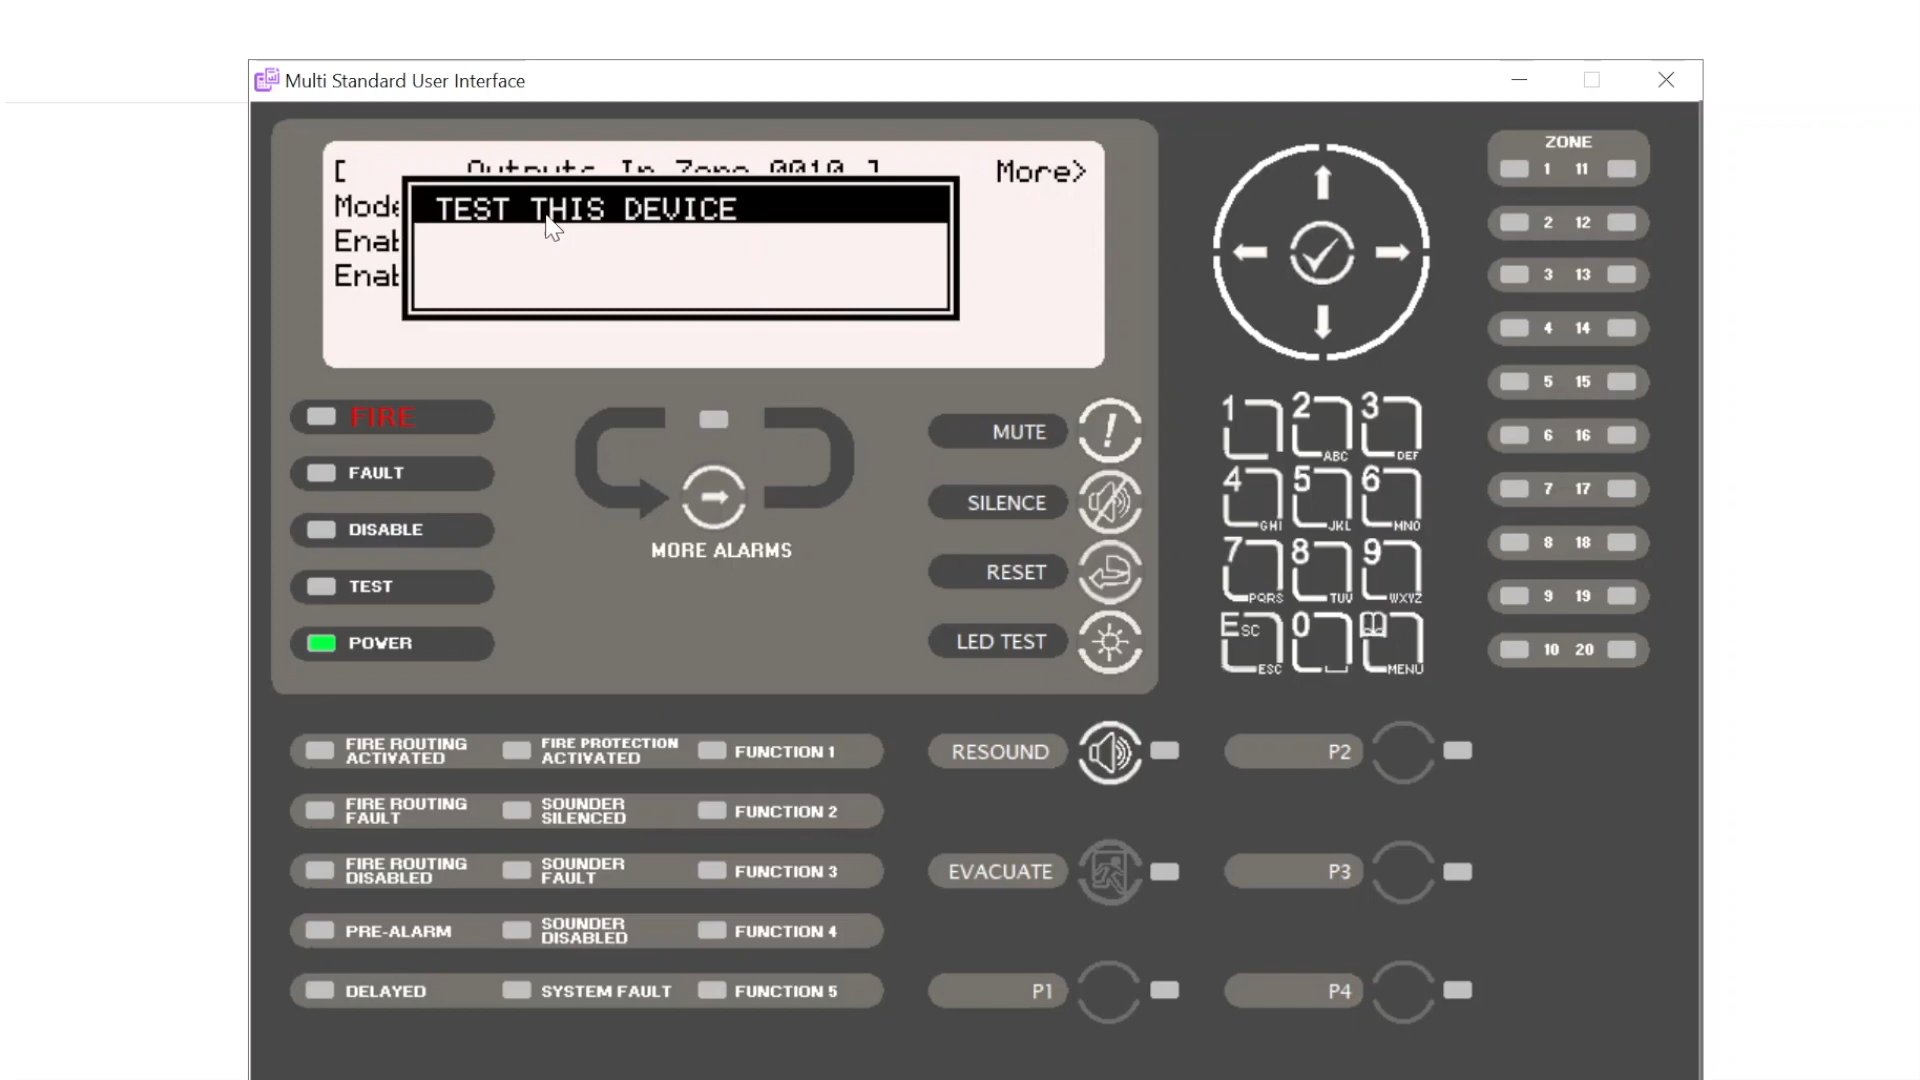 Multi Standard User Interface
[ Outputs In Zone 0010 ] More>
Mode
TEST THIS DEVICE
Enab
Enab
FIRE
FAULT
DISABLE
TEST
POWER
MORE ALARMS
MUTE
SILENCE
RESET
LED TEST
1
2 ABC
3 DEF
4 GHI
5 JKL
6 MNO
7 PQRS
8 TUV
9 WXYZ
Esc ESC
0
MENU
ZONE
1 11
2 12
3 13
4 14
5 15
6 16
7 17
8 18
9 19
10 20
FIRE ROUTING
ACTIVATED
FIRE PROTECTION
ACTIVATED
FUNCTION 1
FIRE ROUTING
FAULT
SOUNDER
SILENCED
FUNCTION 2
FIRE ROUTING
DISABLED
SOUNDER
FAULT
FUNCTION 3
PRE-ALARM
SOUNDER
DISABLED
FUNCTION 4
DELAYED
SYSTEM FAULT
FUNCTION 5
RESOUND
P2
EVACUATE
P3
P1
P4